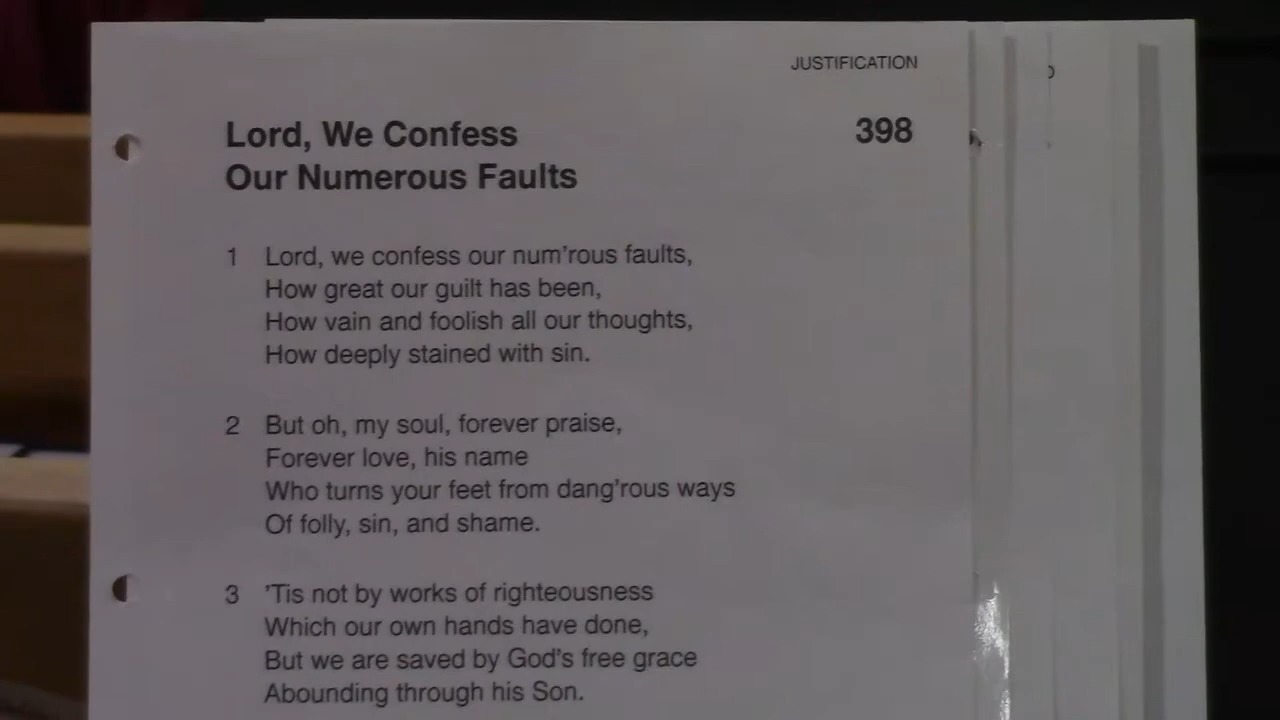 JUSTIFICATION
Lord, We Confess 398
Our Numerous Faults
1 Lord, we confess our num'rous faults,
How great our guilt has been,
How vain and foolish all our thoughts,
How deeply stained with sin.
2 But oh, my soul, forever praise,
Forever love, his name
Who turns your feet from dang'rous ways
Of folly, sin, and shame.
3 'Tis not by works of righteousness
Which our own hands have done,
But we are saved by God's free grace
Abounding through his Son.